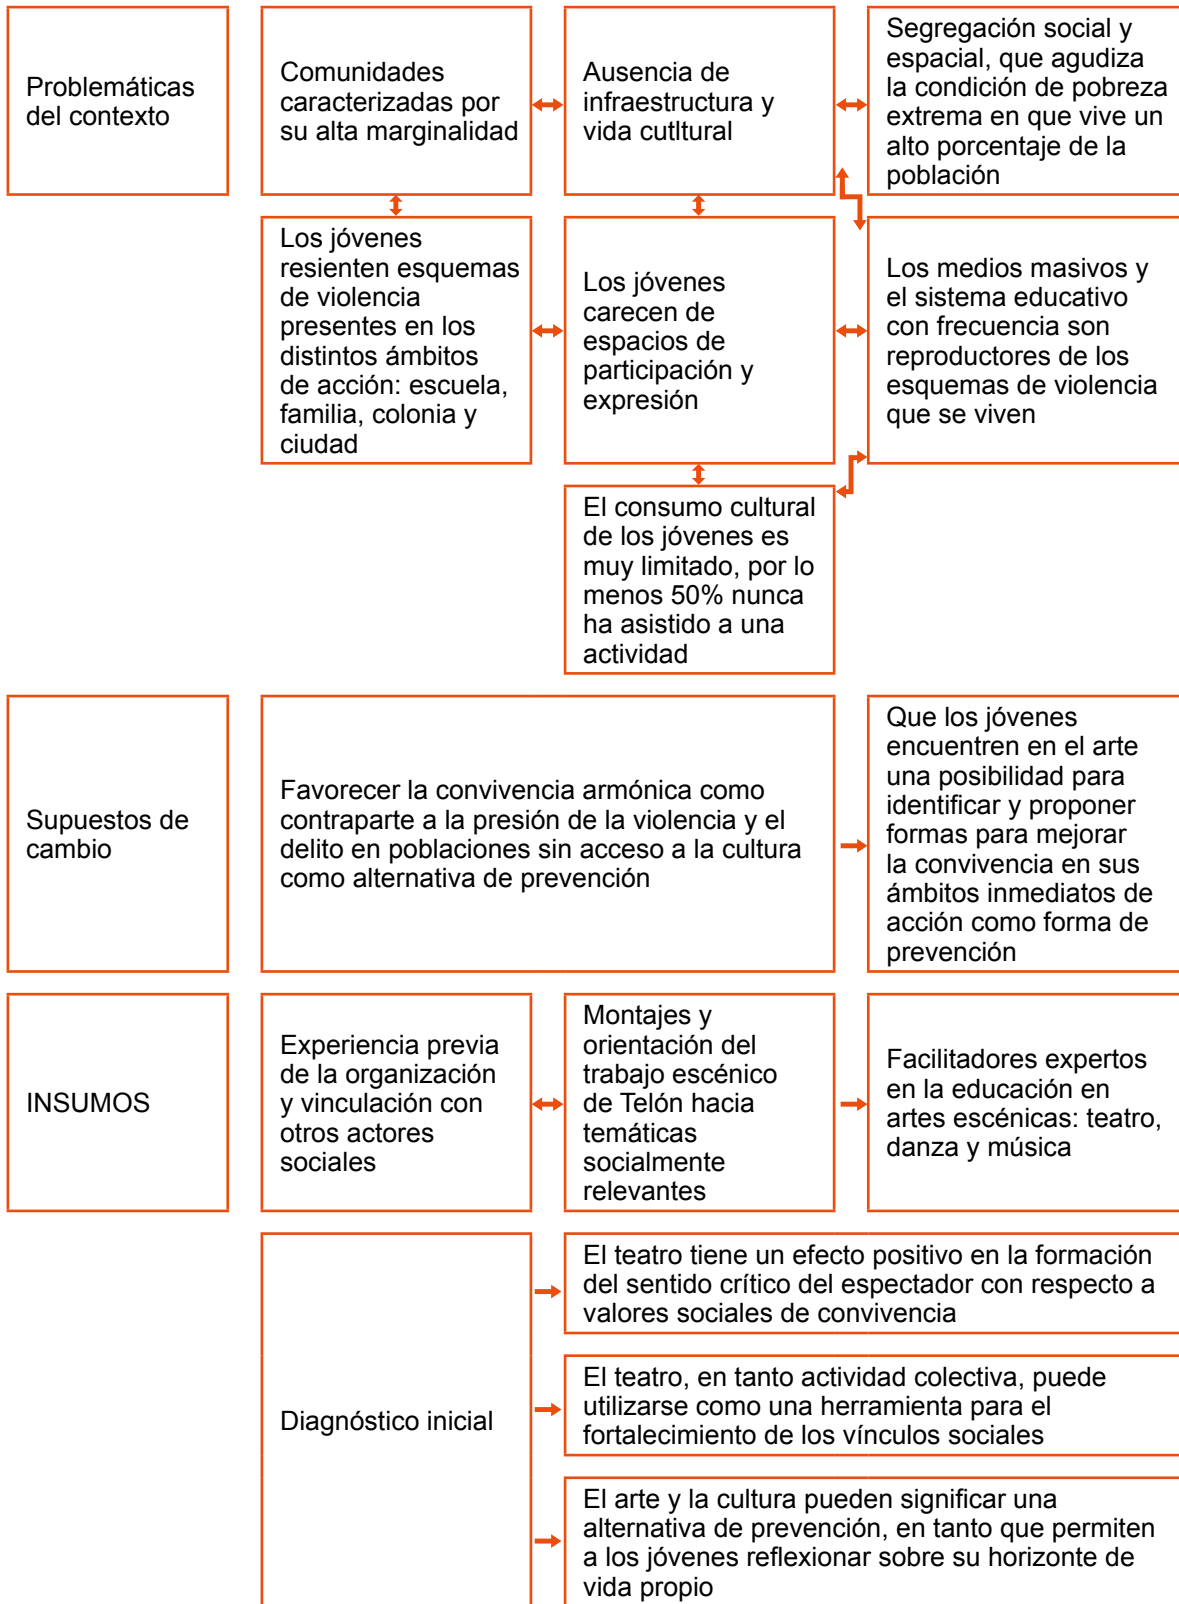 Problemáticas
del contexto
Comunidades
caracterizadas por
su alta marginalidad
Ausencia de
infraestructura y
vida cutltural
Segregación social y
espacial, que agudiza
la condición de pobreza
extrema en que vive un
alto porcentaje de la
población
Los jóvenes
resienten esquemas
de violencia
presentes en los
distintos ámbitos
de acción: escuela,
familia, colonia y
ciudad
Los jóvenes
carecen de
espacios de
participación y
expresión
Los medios masivos y
el sistema educativo
con frecuencia son
reproductores de los
esquemas de violencia
que se viven
El consumo cultural
de los jóvenes es
muy limitado, por lo
menos 50% nunca
ha asistido a una
actividad
Supuestos de
cambio
Favorecer la convivencia armónica como
contraparte a la presión de la violencia y el
delito en poblaciones sin acceso a la cultura
como alternativa de prevención
Que los jóvenes
encuentren en el arte
una posibilidad para
identificar y proponer
formas para mejorar
la convivencia en sus
ámbitos inmediatos de
acción como forma de
prevención
INSUMOS
Experiencia previa
de la organización
y vinculación con
otros actores
sociales
Montajes y
orientación del
trabajo escénico
de Telón hacia
temáticas
socialmente
relevantes
Facilitadores expertos
en la educación en
artes escénicas: teatro,
danza y música
Diagnóstico inicial
El teatro tiene un efecto positivo en la formación
del sentido crítico del espectador con respecto a
valores sociales de convivencia
El teatro, en tanto actividad colectiva, puede
utilizarse como una herramienta para el
fortalecimiento de los vínculos sociales
El arte y la cultura pueden significar una
alternativa de prevención, en tanto que permiten
a los jóvenes reflexionar sobre su horizonte de
vida propio